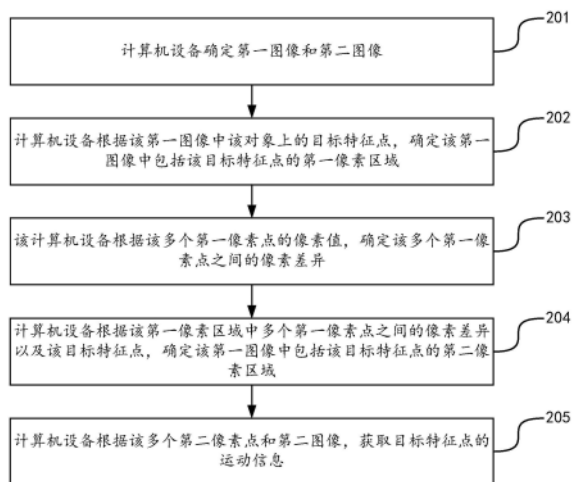 201
计算机设备确定第一图像和第二图像
202
计算机设备根据该第一图像中该对象上的目标特征点，确定该第一
图像中包括该目标特征点的第一像素区域
203
该计算机设备根据该多个第一像素点的像素值，确定该多个第一像
素点之间的像素差异
204
计算机设备根据该第一像素区域中多个第一像素点之间的像素差异
以及该目标特征点，确定该第一图像中包括该目标特征点的第二像
素区域
205
计算机设备根据该多个第二像素点和第二图像，获取目标特征点的
运动信息